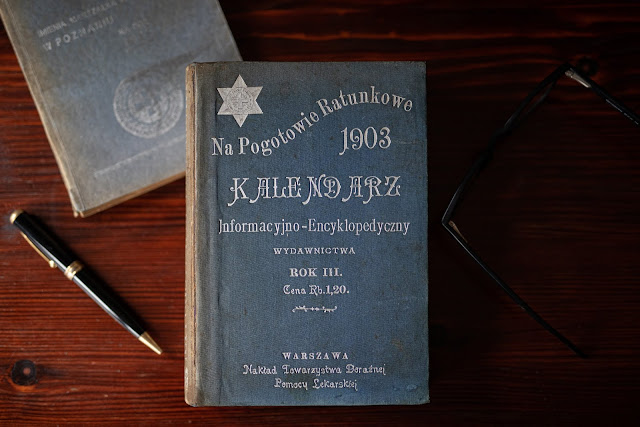 W POZNANIU
Na Pogotowie Ratunkowe
1903
KALENDARZ
Informacyjno-Encyklopedyczny
WYDAWNICTWA
ROK III.
Cena Rb. 1,20.
WARSZAWA
Nakład Towarzystwa Doraźnej
Pomocy Lekarskiej